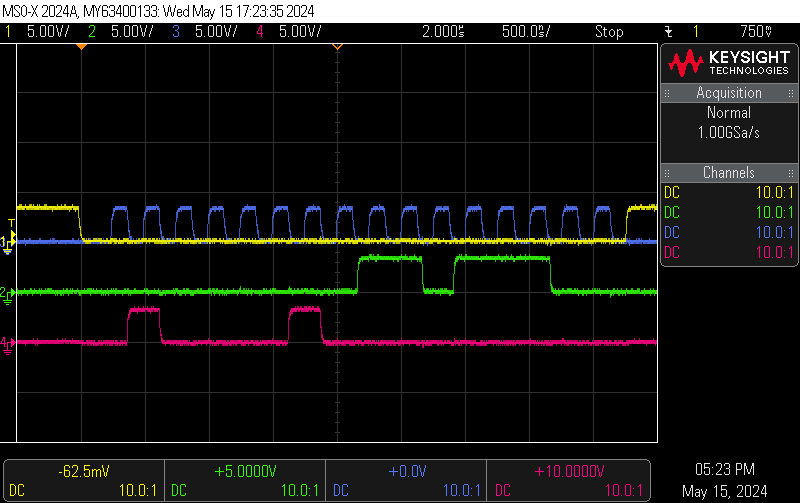 MSO-X 2024A, MY63400133: Wed May 15 17:23:35 2024
1 5.00V/ 2 5.00V/ 3 5.00V/ 4 5.00V/ 2.000s 500.0s/ Stop 1 750
KEYSIGHT
TECHNOLOGIES
Acquisition
Normal
1.00GSa/s
Channels
DC 10.0:1
DC 10.0:1
DC 10.0:1
DC 10.0:1
T
3
2
4
-62.5mV +5.0000V +0.0V +10.0000V
DC 10.0:1 DC 10.0:1 DC 10.0:1 DC 10.0:1
05:23 PM
May 15, 2024